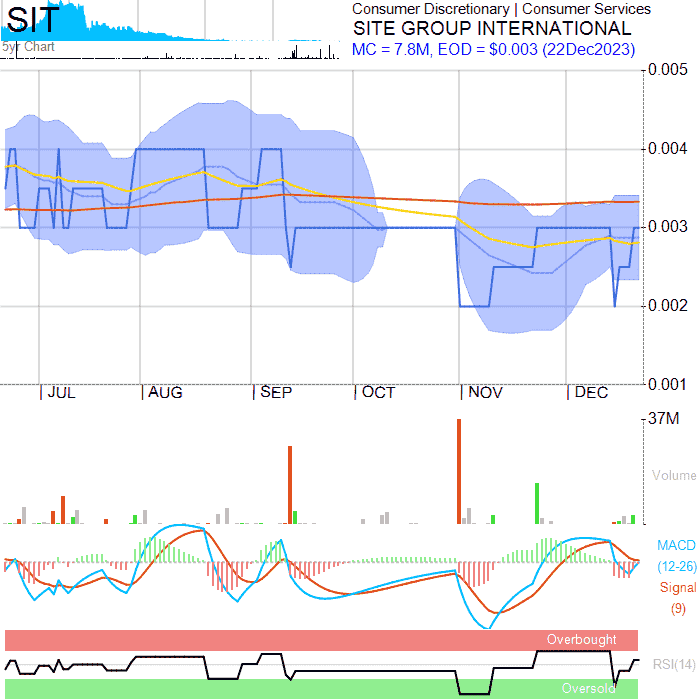 SIT
5yr Chart
Consumer Discretionary | Consumer Services
SITE GROUP INTERNATIONAL
MC = 7.8M, EOD = $0.003 (22Dec2023)
0.005
0.004
0.003
0.002
0.001
JUL AUG SEP OCT NOV DEC
37M
Volume
MACD
(12-26)
Signal
(9)
Overbought
RSI(14)
Oversold